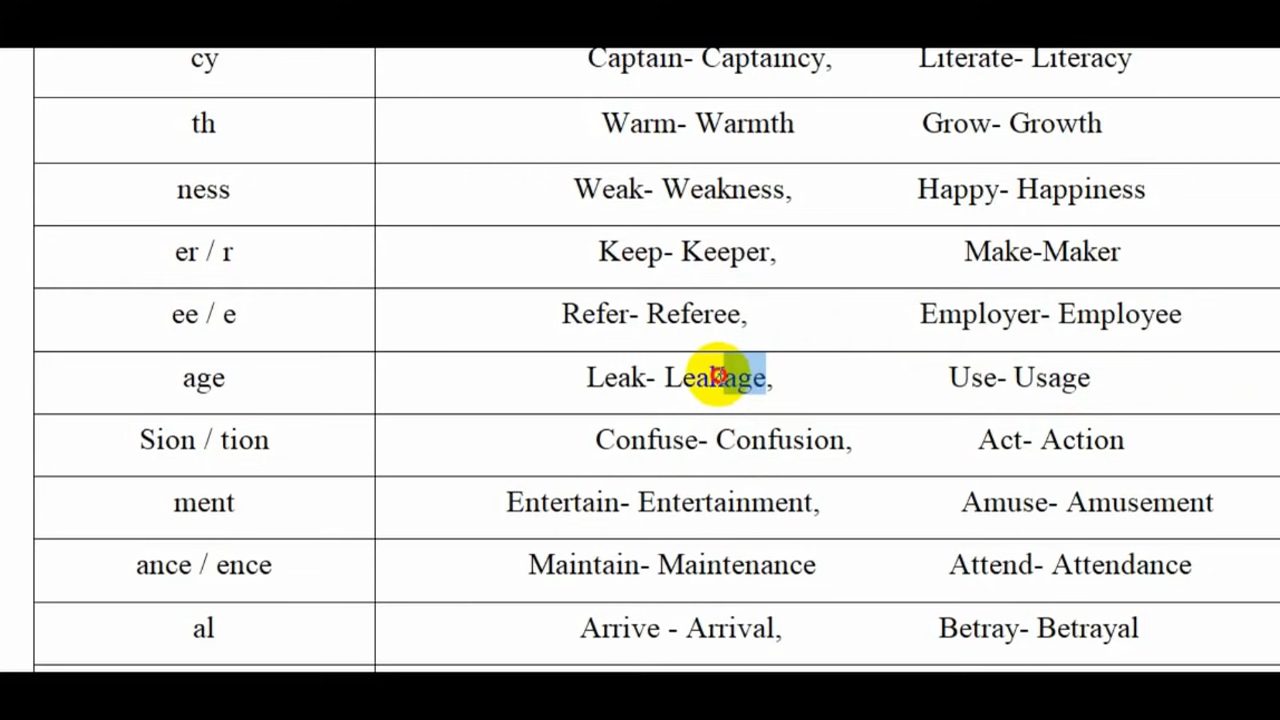 cy Captain- Captaincy, Literate- Literacy
th Warm- Warmth Grow- Growth
ness Weak- Weakness, Happy- Happiness
er / r Keep- Keeper, Make-Maker
ee / e Refer- Referee, Employer- Employee
age Leak- Leakage, Use- Usage
Sion / tion Confuse- Confusion, Act- Action
ment Entertain- Entertainment, Amuse- Amusement
ance / ence Maintain- Maintenance Attend- Attendance
al Arrive - Arrival, Betray- Betrayal